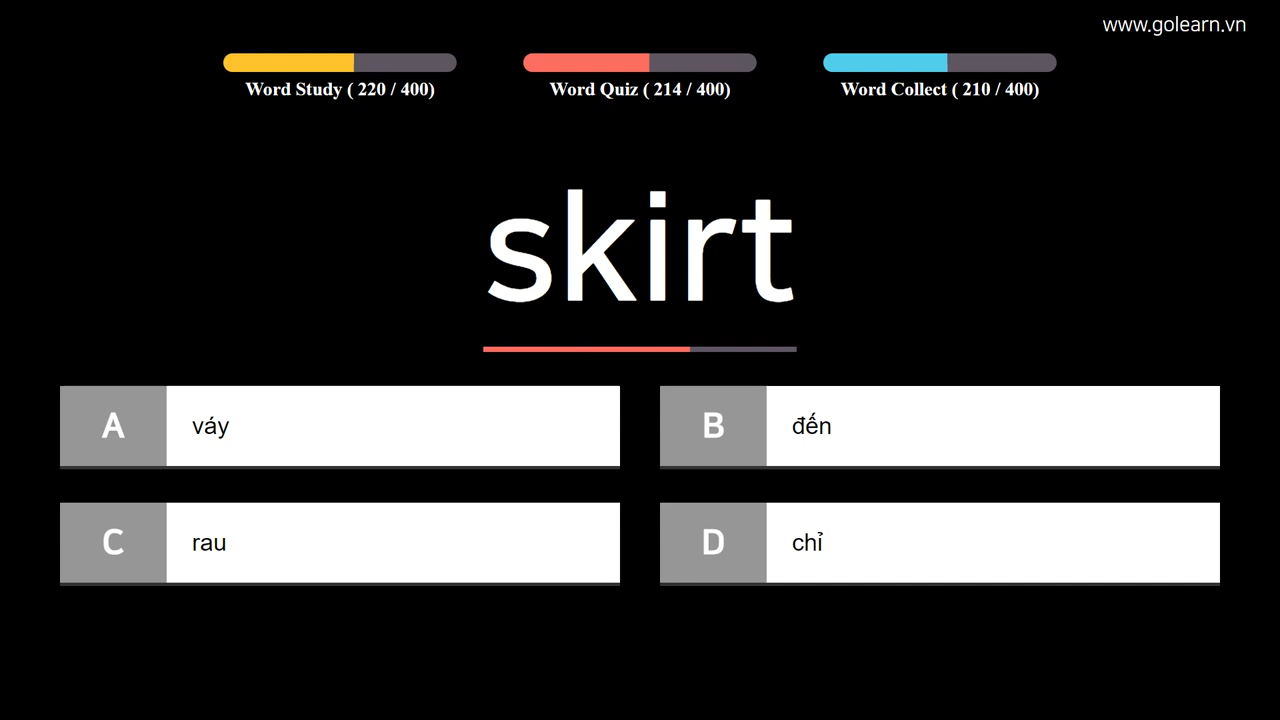 www.golearn.vn
Word Study ( 220 / 400)
Word Quiz ( 214 / 400)
Word Collect ( 210 / 400)
skirt
A váy
B đến
C rau
D chỉ